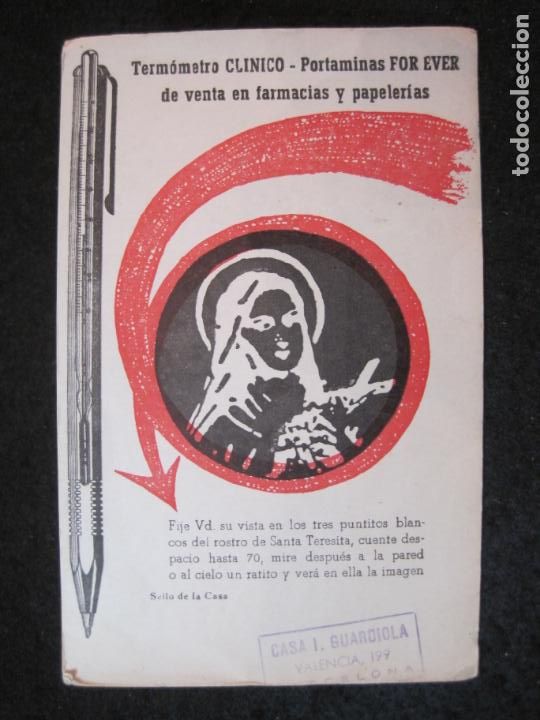 Termómetro CLINICO - Portaminas FOR EVER
de venta en farmacias y papelerías
Fije Vd. su vista en los tres puntitos blan-
cos del rostro de Santa Teresita, cuente des-
pacio hasta 70, mire después a la pared
o al cielo un ratito y verá en ella la imagen
Sello de la Casa
CASA I. GUARDIOLA
VALENCIA, 199
todocoleccion